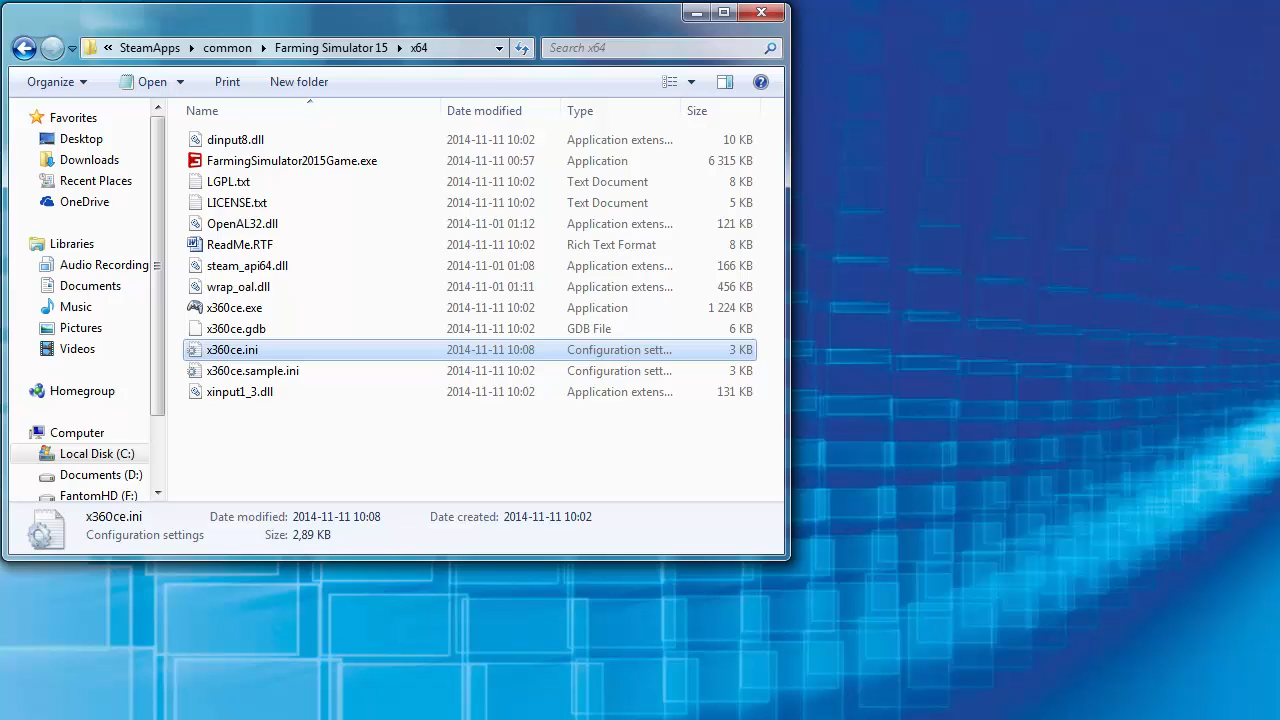 « SteamApps ▸ common ▸ Farming Simulator 15 ▸ x64
Search x64
Organize Open Print New folder
Favorites
Desktop
Downloads
Recent Places
OneDrive
Libraries
Audio Recording
Documents
Music
Pictures
Videos
Homegroup
Computer
Local Disk (C:)
Documents (D:)
FantomHD (F:)
Name Date modified Type Size
dinput8.dll 2014-11-11 10:02 Application extens... 10 KB
FarmingSimulator2015Game.exe 2014-11-11 00:57 Application 6 315 KB
LGPL.txt 2014-11-11 10:02 Text Document 8 KB
LICENSE.txt 2014-11-11 10:02 Text Document 5 KB
OpenAL32.dll 2014-11-01 01:12 Application extens... 121 KB
ReadMe.RTF 2014-11-11 10:02 Rich Text Format 8 KB
steam_api64.dll 2014-11-01 01:08 Application extens... 166 KB
wrap_oal.dll 2014-11-01 01:11 Application extens... 456 KB
x360ce.exe 2014-11-11 10:02 Application 1 224 KB
x360ce.gdb 2014-11-11 10:02 GDB File 6 KB
x360ce.ini 2014-11-11 10:08 Configuration sett... 3 KB
x360ce.sample.ini 2014-11-11 10:02 Configuration sett... 3 KB
xinput1_3.dll 2014-11-11 10:02 Application extens... 131 KB
x360ce.ini Date modified: 2014-11-11 10:08 Date created: 2014-11-11 10:02
Configuration settings Size: 2,89 KB